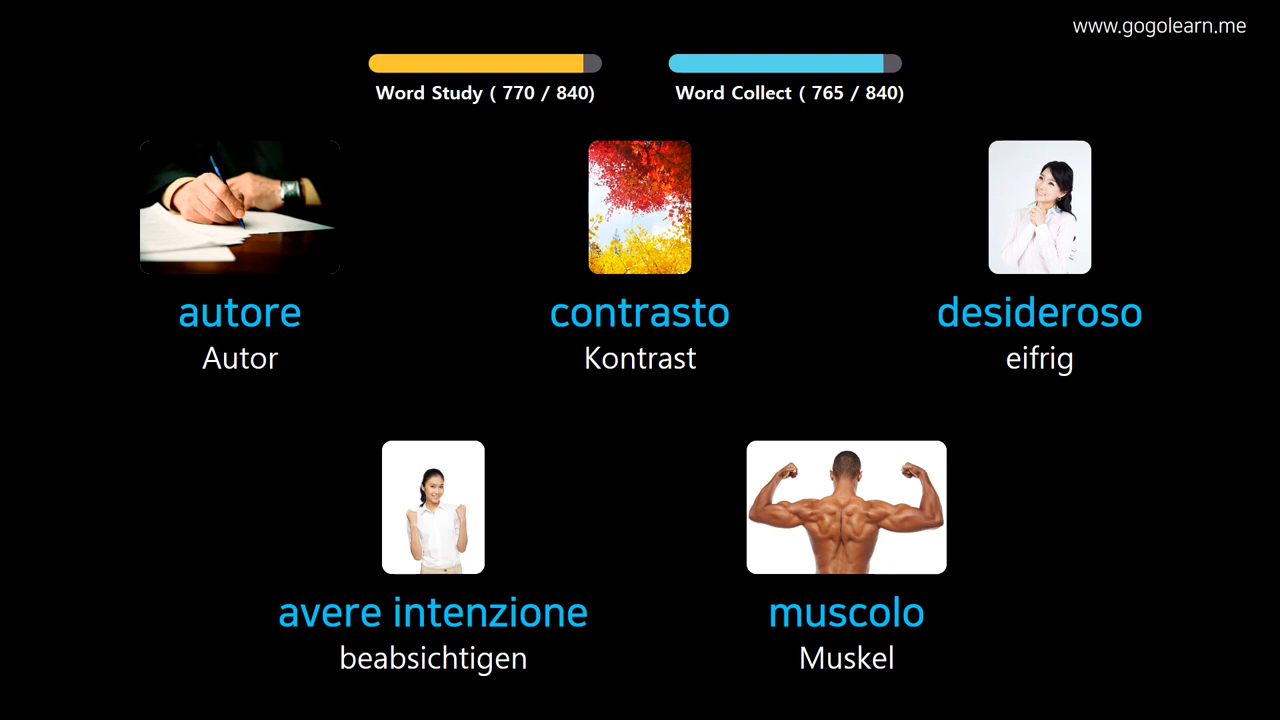 www.gogolearn.me
Word Study ( 770 / 840)
Word Collect ( 765 / 840)
autore
Autor
contrasto
Kontrast
desideroso
eifrig
avere intenzione
beabsichtigen
muscolo
Muskel